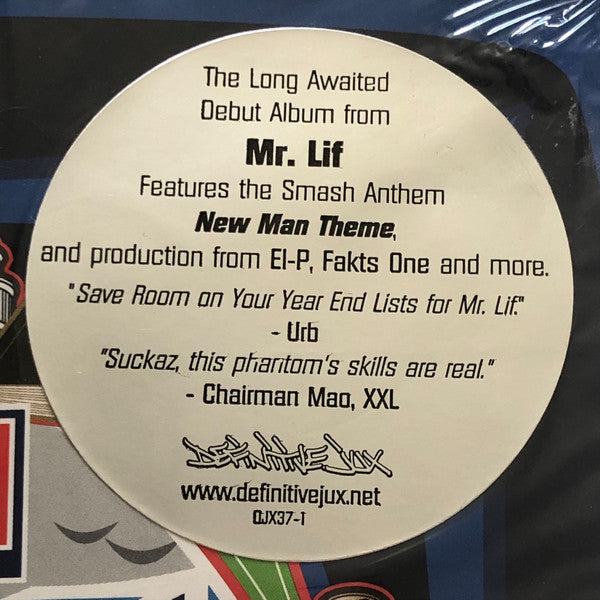 The Long Awaited
Debut Album from
Mr. Lif
Features the Smash Anthem
New Man Theme,
and production from El-P, Fakts One and more.
"Save Room on Your Year End Lists for Mr. Lif."
- Urb
"Suckaz, this phantom's skills are real."
- Chairman Mao, XXL
DEFINITIVE JUX
www.definitivejux.net
DJX37-1